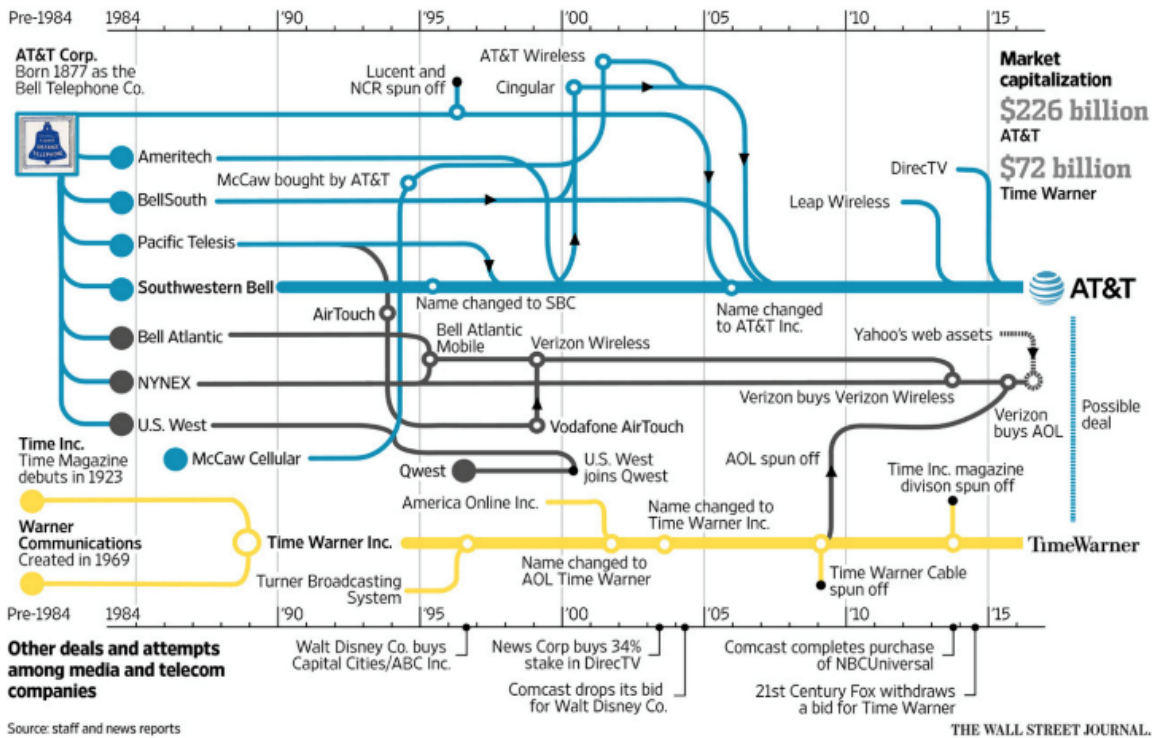 Pre-1984
1984
'90
'95
'00
'05
'10
'15
AT&T Corp.
Born 1877 as the
Bell Telephone Co.
Lucent and
NCR spun off
AT&T Wireless
Cingular
Market
capitalization
$226 billion
AT&T
$72 billion
Time Warner
Ameritech
McCaw bought by AT&T
DirecTV
BellSouth
Leap Wireless
Pacific Telesis
Southwestern Bell
Name changed to SBC
Name changed
to AT&T Inc.
AT&T
AirTouch
Bell Atlantic
Bell Atlantic
Mobile
Verizon Wireless
Yahoo's web assets
NYNEX
Verizon buys Verizon Wireless
Verizon
buys AOL
Possible
deal
U.S. West
Vodafone AirTouch
Time Inc.
Time Magazine
debuts in 1923
McCaw Cellular
Qwest
U.S. West
joins Qwest
AOL spun off
Time Inc. magazine
divison spun off
America Online Inc.
Name changed to
Time Warner Inc.
Warner
Communications
Created in 1969
Time Warner Inc.
TimeWarner
Name changed to
AOL Time Warner
Turner Broadcasting
System
Time Warner Cable
spun off
Pre-1984
1984
'90
'95
'00
'05
'10
'15
Other deals and attempts
among media and telecom
companies
Walt Disney Co. buys
Capital Cities/ABC Inc.
News Corp buys 34%
stake in DirecTV
Comcast drops its bid
for Walt Disney Co.
Comcast completes purchase
of NBCUniversal
21st Century Fox withdraws
a bid for Time Warner
Source: staff and news reports
THE WALL STREET JOURNAL.